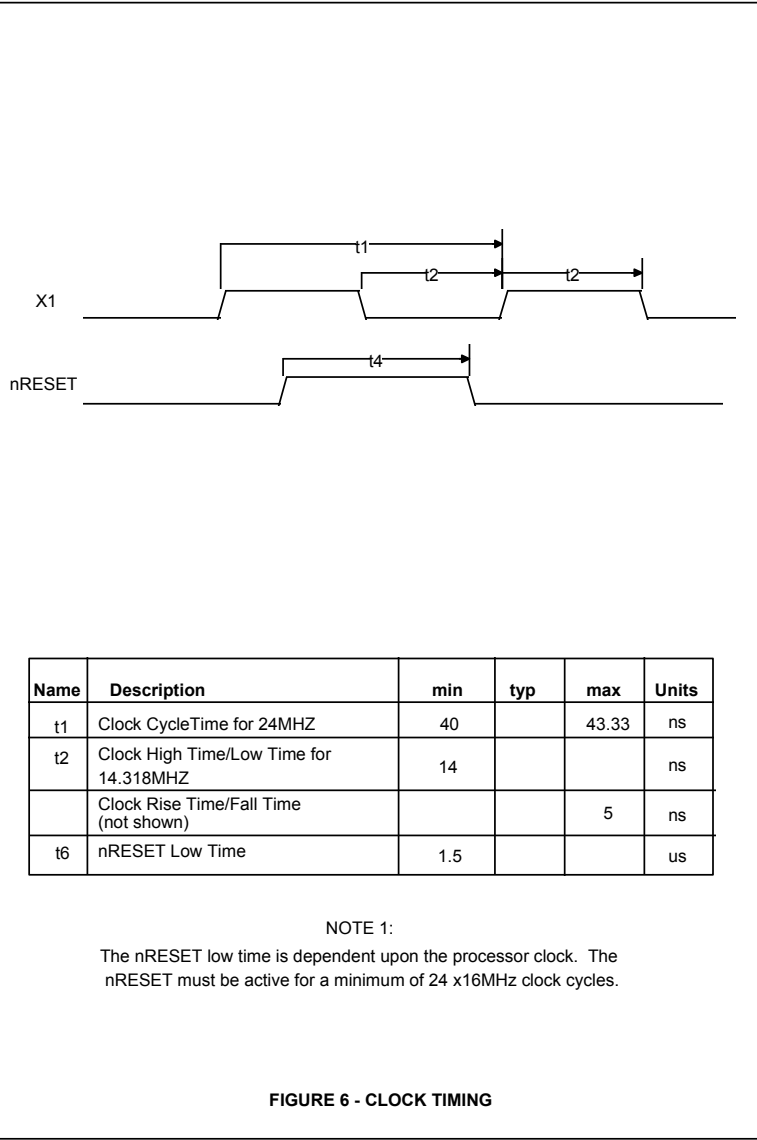 t1
t2 t2
X1
t4
nRESET
Name Description min typ max Units
t1 Clock CycleTime for 24MHZ 40 43.33 ns
t2 Clock High Time/Low Time for
14.318MHZ 14 ns
Clock Rise Time/Fall Time
(not shown) 5 ns
t6 nRESET Low Time 1.5 us
NOTE 1:
The nRESET low time is dependent upon the processor clock. The
nRESET must be active for a minimum of 24 x16MHz clock cycles.
FIGURE 6 - CLOCK TIMING